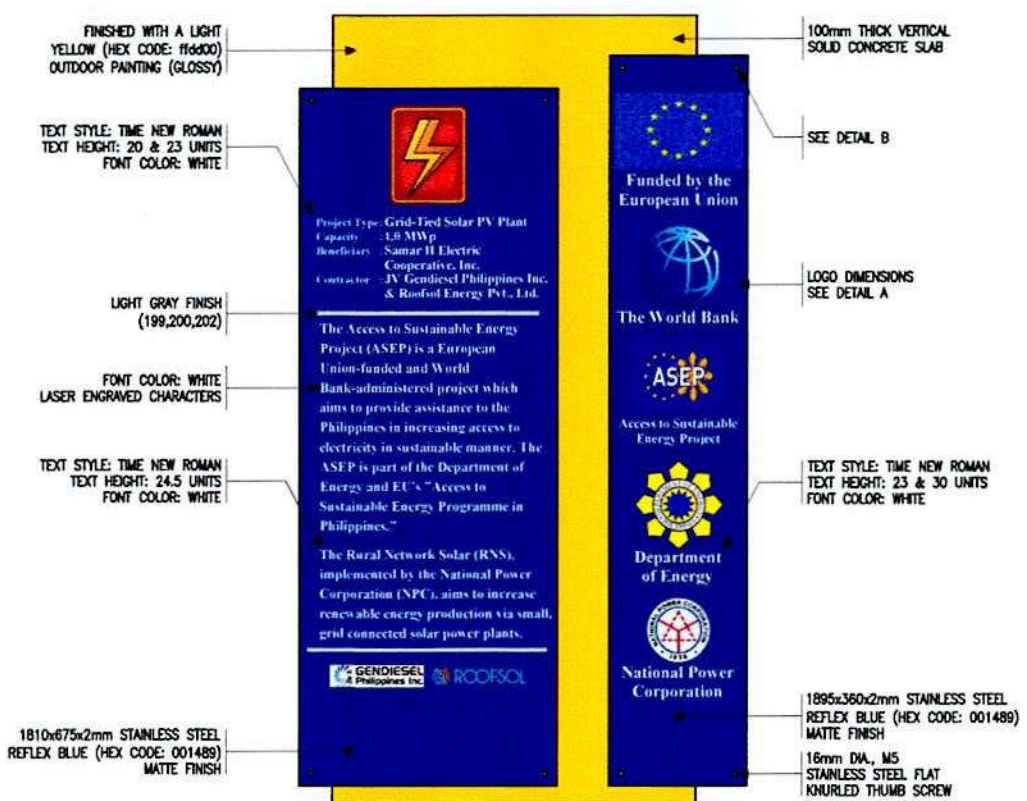 FINISHED WITH A LIGHT
YELLOW (HEX CODE: ffdd00)
OUTDOOR PAINTING (GLOSSY)
TEXT STYLE: TIME NEW ROMAN
TEXT HEIGHT: 20 & 23 UNITS
FONT COLOR: WHITE
LIGHT GRAY FINISH
(199,200,202)
FONT COLOR: WHITE
LASER ENGRAVED CHARACTERS
TEXT STYLE: TIME NEW ROMAN
TEXT HEIGHT: 24.5 UNITS
FONT COLOR: WHITE
1810x675x2mm STAINLESS STEEL
REFLEX BLUE (HEX CODE: 001489)
MATTE FINISH
Project Type: Grid-Tied Solar PV Plant
Capacity : 1.0 MWp
Beneficiary : Samar II Electric
Cooperative, Inc.
Contractor : JV Gendiesel Philippines Inc.
& Roofsol Energy Pvt., Ltd.
The Access to Sustainable Energy
Project (ASEP) is a European
Union-funded and World
Bank-administered project which
aims to provide assistance to the
Philippines in increasing access to
electricity in sustainable manner. The
ASEP is part of the Department of
Energy and EU's "Access to
Sustainable Energy Programme in
Philippines."
The Rural Network Solar (RNS),
implemented by the National Power
Corporation (NPC), aims to increase
renewable energy production via small,
grid connected solar power plants.
GENDIESEL
Philippines Inc.
ROOFSOL
Funded by the
European Union
The World Bank
ASEP
Access to Sustainable
Energy Project
Department
of Energy
NATIONAL POWER CORPORATION
1936
National Power
Corporation
100mm THICK VERTICAL
SOLID CONCRETE SLAB
SEE DETAIL B
LOGO DIMENSIONS
SEE DETAIL A
TEXT STYLE: TIME NEW ROMAN
TEXT HEIGHT: 23 & 30 UNITS
FONT COLOR: WHITE
1895x360x2mm STAINLESS STEEL
REFLEX BLUE (HEX CODE: 001489)
MATTE FINISH
16mm DIA., M5
STAINLESS STEEL FLAT
KNURLED THUMB SCREW